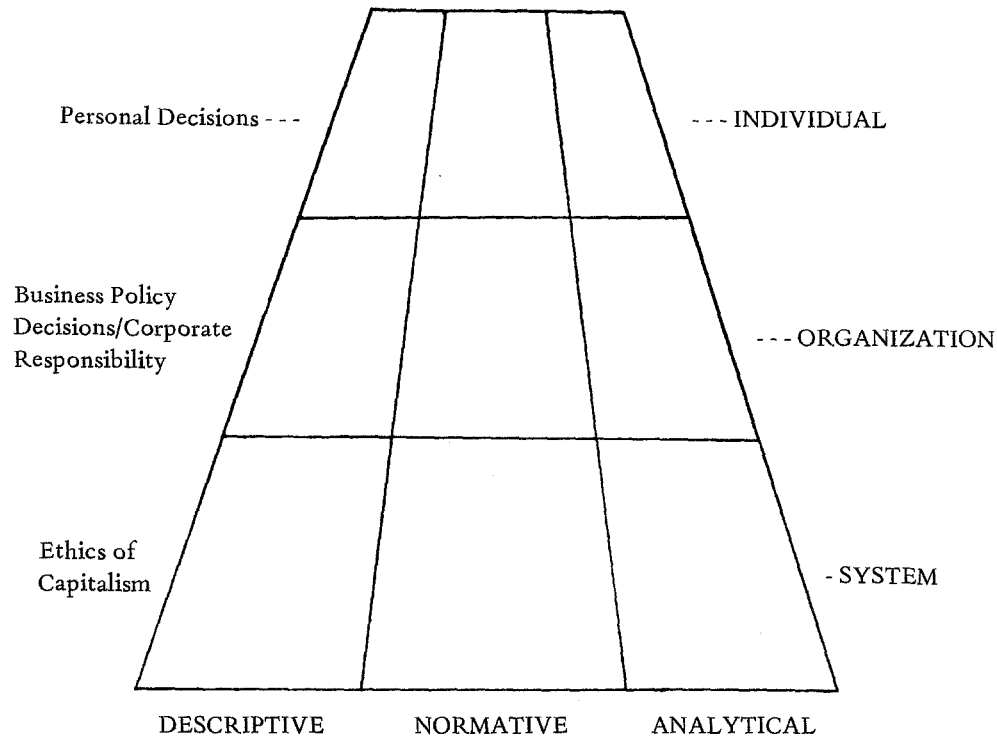 Personal Decisions - - -
- - - INDIVIDUAL
Business Policy
Decisions/Corporate
Responsibility
- - - ORGANIZATION
Ethics of
Capitalism
- SYSTEM
DESCRIPTIVE NORMATIVE ANALYTICAL